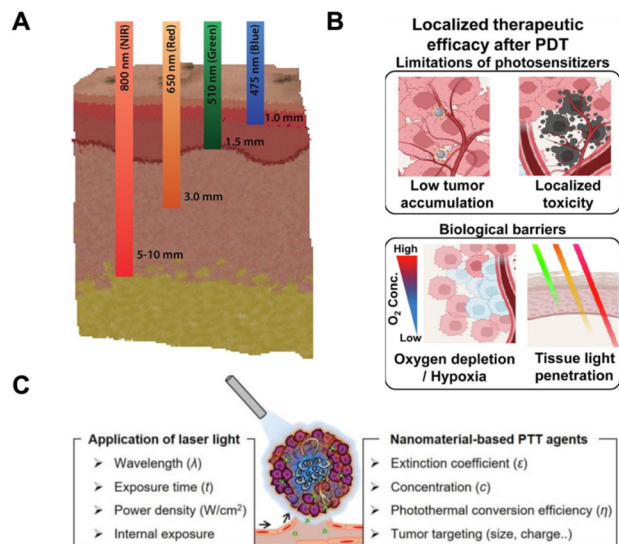 A
800 nm (NIR)
650 nm (Red)
510 nm (Green)
475 nm (Blue)
1.0 mm
1.5 mm
3.0 mm
5-10 mm
B
Localized therapeutic
efficacy after PDT
Limitations of photosensitizers
Low tumor
accumulation
Localized
toxicity
Biological barriers
High
O₂ Conc.
Low
Oxygen depletion
/ Hypoxia
Tissue light
penetration
C
Application of laser light
➢ Wavelength (λ)
➢ Exposure time (t)
➢ Power density (W/cm²)
➢ Internal exposure
Nanomaterial-based PTT agents
➢ Extinction coefficient (ε)
➢ Concentration (c)
➢ Photothermal conversion efficiency (η)
➢ Tumor targeting (size, charge..)